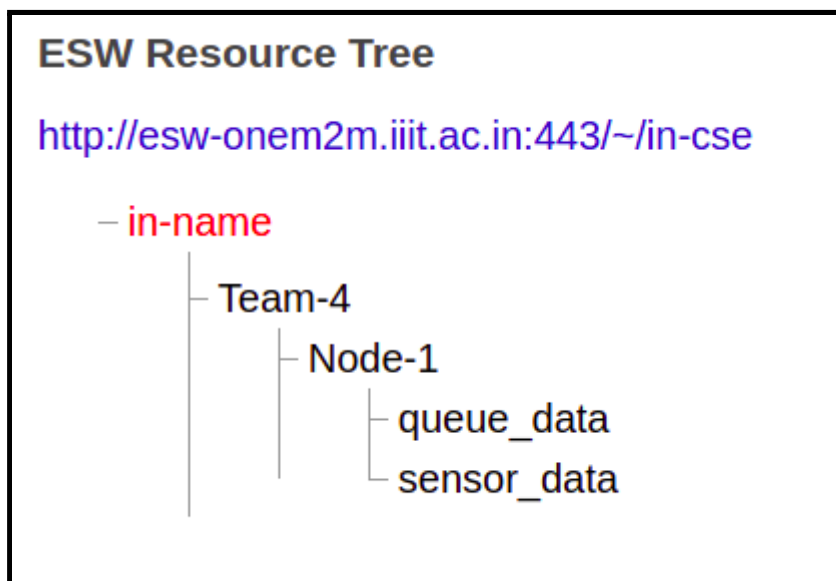 ESW Resource Tree
http://esw-onem2m.iiit.ac.in:443/~/in-cse
in-name
Team-4
Node-1
queue_data
sensor_data